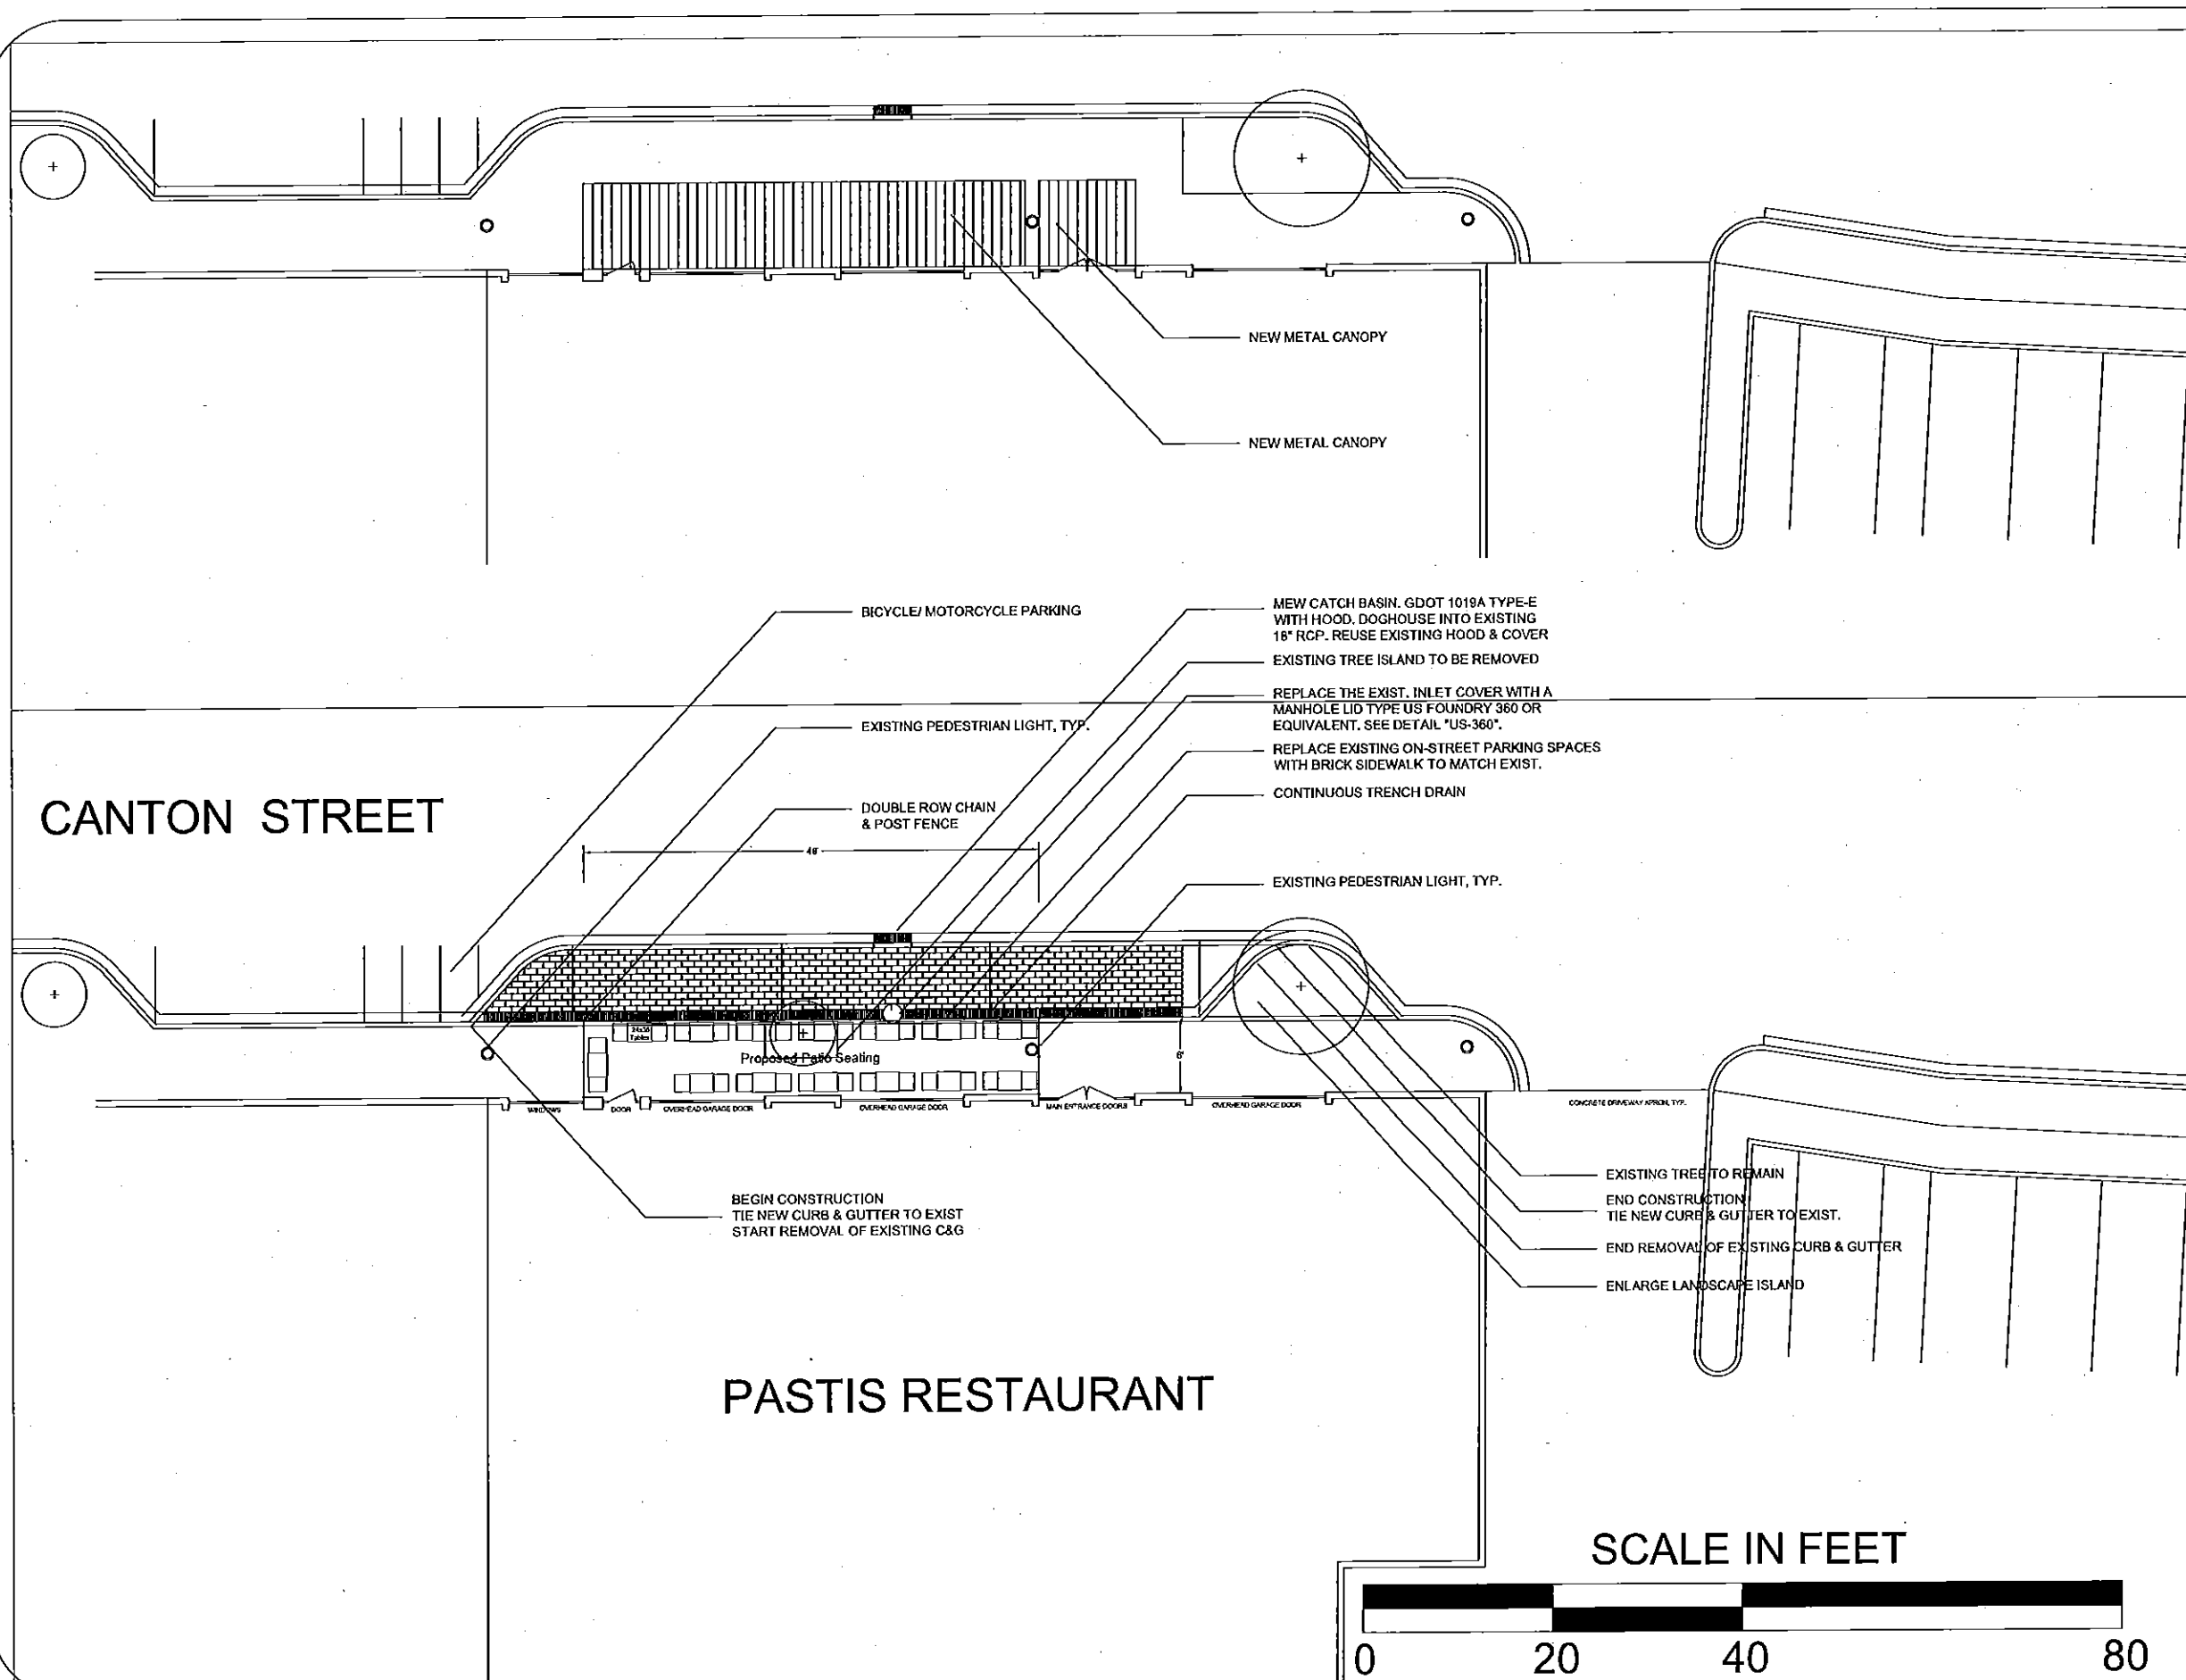 NEW METAL CANOPY
NEW METAL CANOPY
BICYCLE/ MOTORCYCLE PARKING
MEW CATCH BASIN. GDOT 1019A TYPE-E
WITH HOOD. DOGHOUSE INTO EXISTING
18" RCP. REUSE EXISTING HOOD & COVER
EXISTING TREE ISLAND TO BE REMOVED
REPLACE THE EXIST. INLET COVER WITH A
MANHOLE LID TYPE US FOUNDRY 360 OR
EQUIVALENT. SEE DETAIL "US-360".
EXISTING PEDESTRIAN LIGHT, TYP.
REPLACE EXISTING ON-STREET PARKING SPACES
WITH BRICK SIDEWALK TO MATCH EXIST.
CONTINUOUS TRENCH DRAIN
CANTON STREET
DOUBLE ROW CHAIN
& POST FENCE
EXISTING PEDESTRIAN LIGHT, TYP.
Tables
Proposed Patio Seating
6'
WINDOWS
DOOR
OVERHEAD GARAGE DOOR
OVERHEAD GARAGE DOOR
MAIN ENTRANCE DOORS
OVERHEAD GARAGE DOOR
CONCRETE DRIVEWAY APRON, TYP.
BEGIN CONSTRUCTION
TIE NEW CURB & GUTTER TO EXIST
START REMOVAL OF EXISTING C&G
EXISTING TREE TO REMAIN
END CONSTRUCTION
TIE NEW CURB & GUTTER TO EXIST.
END REMOVAL OF EXISTING CURB & GUTTER
ENLARGE LANDSCAPE ISLAND
PASTIS RESTAURANT
SCALE IN FEET
0 20 40 80